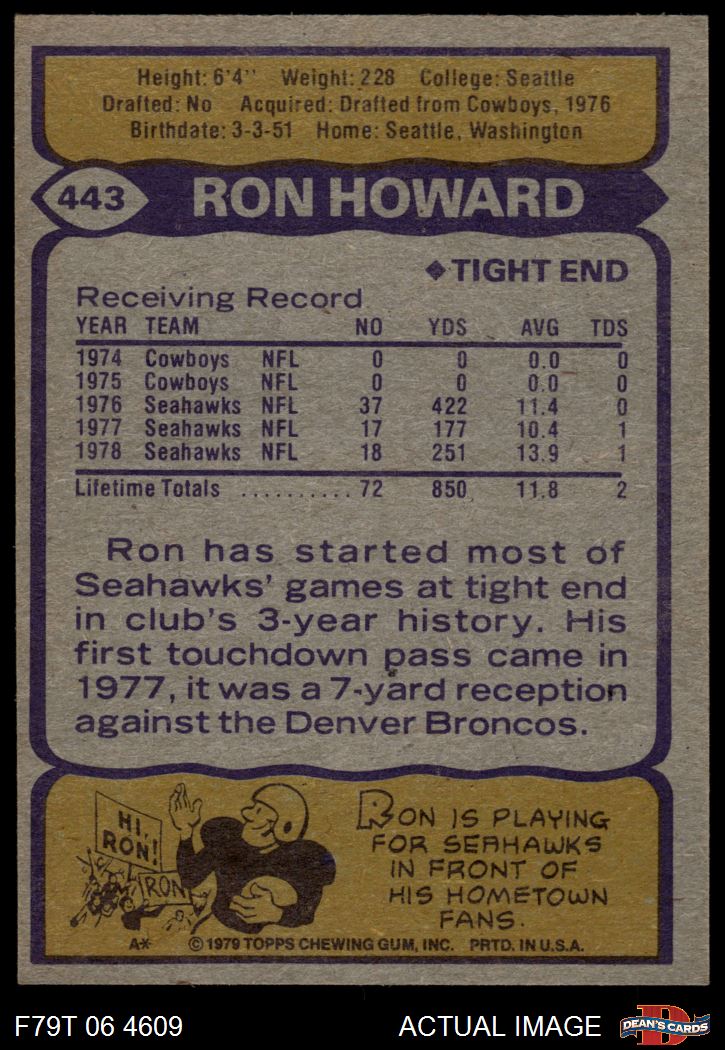 Height: 6'4" Weight: 228 College: Seattle
Drafted: No Acquired: Drafted from Cowboys, 1976
Birthdate: 3-3-51 Home: Seattle, Washington
443 RON HOWARD
◆TIGHT END
Receiving Record
YEAR TEAM NO YDS AVG TDS
1974 Cowboys NFL 0 0 0.0 0
1975 Cowboys NFL 0 0 0.0 0
1976 Seahawks NFL 37 422 11.4 0
1977 Seahawks NFL 17 177 10.4 1
1978 Seahawks NFL 18 251 13.9 1
Lifetime Totals .......... 72 850 11.8 2
Ron has started most of
Seahawks' games at tight end
in club's 3-year history. His
first touchdown pass came in
1977, it was a 7-yard reception
against the Denver Broncos.
HI,
RON!
RON
RON IS PLAYING
FOR SEAHAWKS
IN FRONT OF
HIS HOMETOWN
FANS.
A* © 1979 TOPPS CHEWING GUM, INC. PRTD. IN U.S.A.
F79T 06 4609 ACTUAL IMAGE
D
DEAN'S CARDS